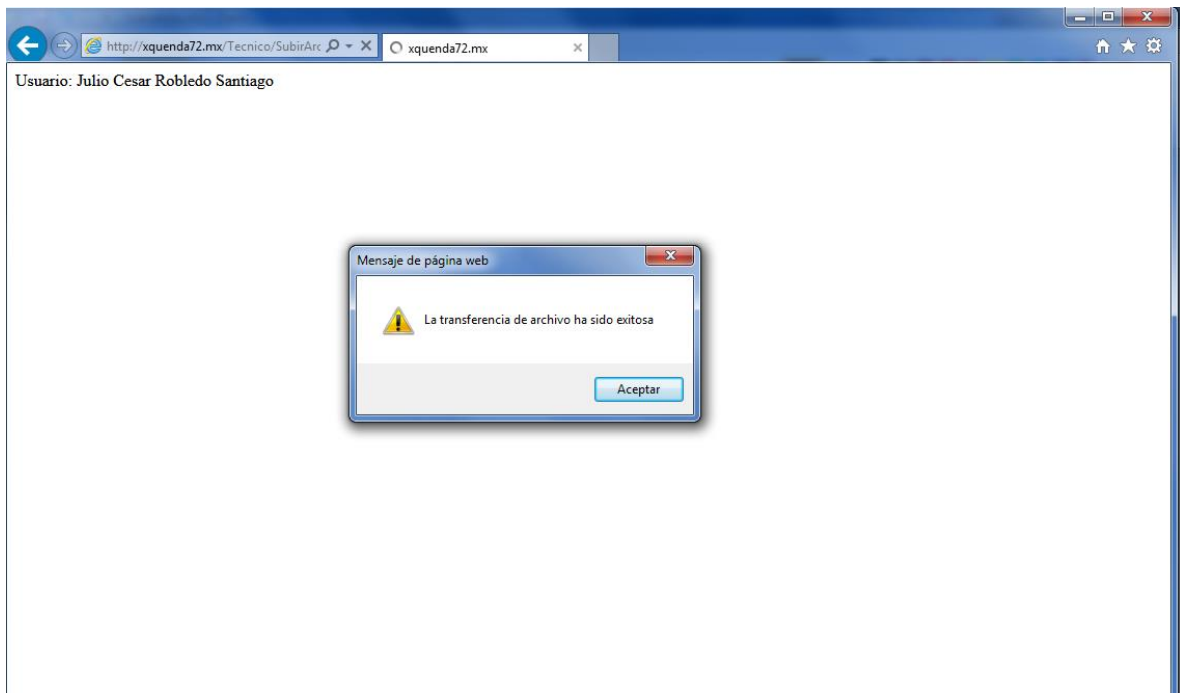 http://xquenda72.mx/Tecnico/SubirArc
xquenda72.mx
Usuario: Julio Cesar Robledo Santiago
Mensaje de página web
La transferencia de archivo ha sido exitosa
Aceptar